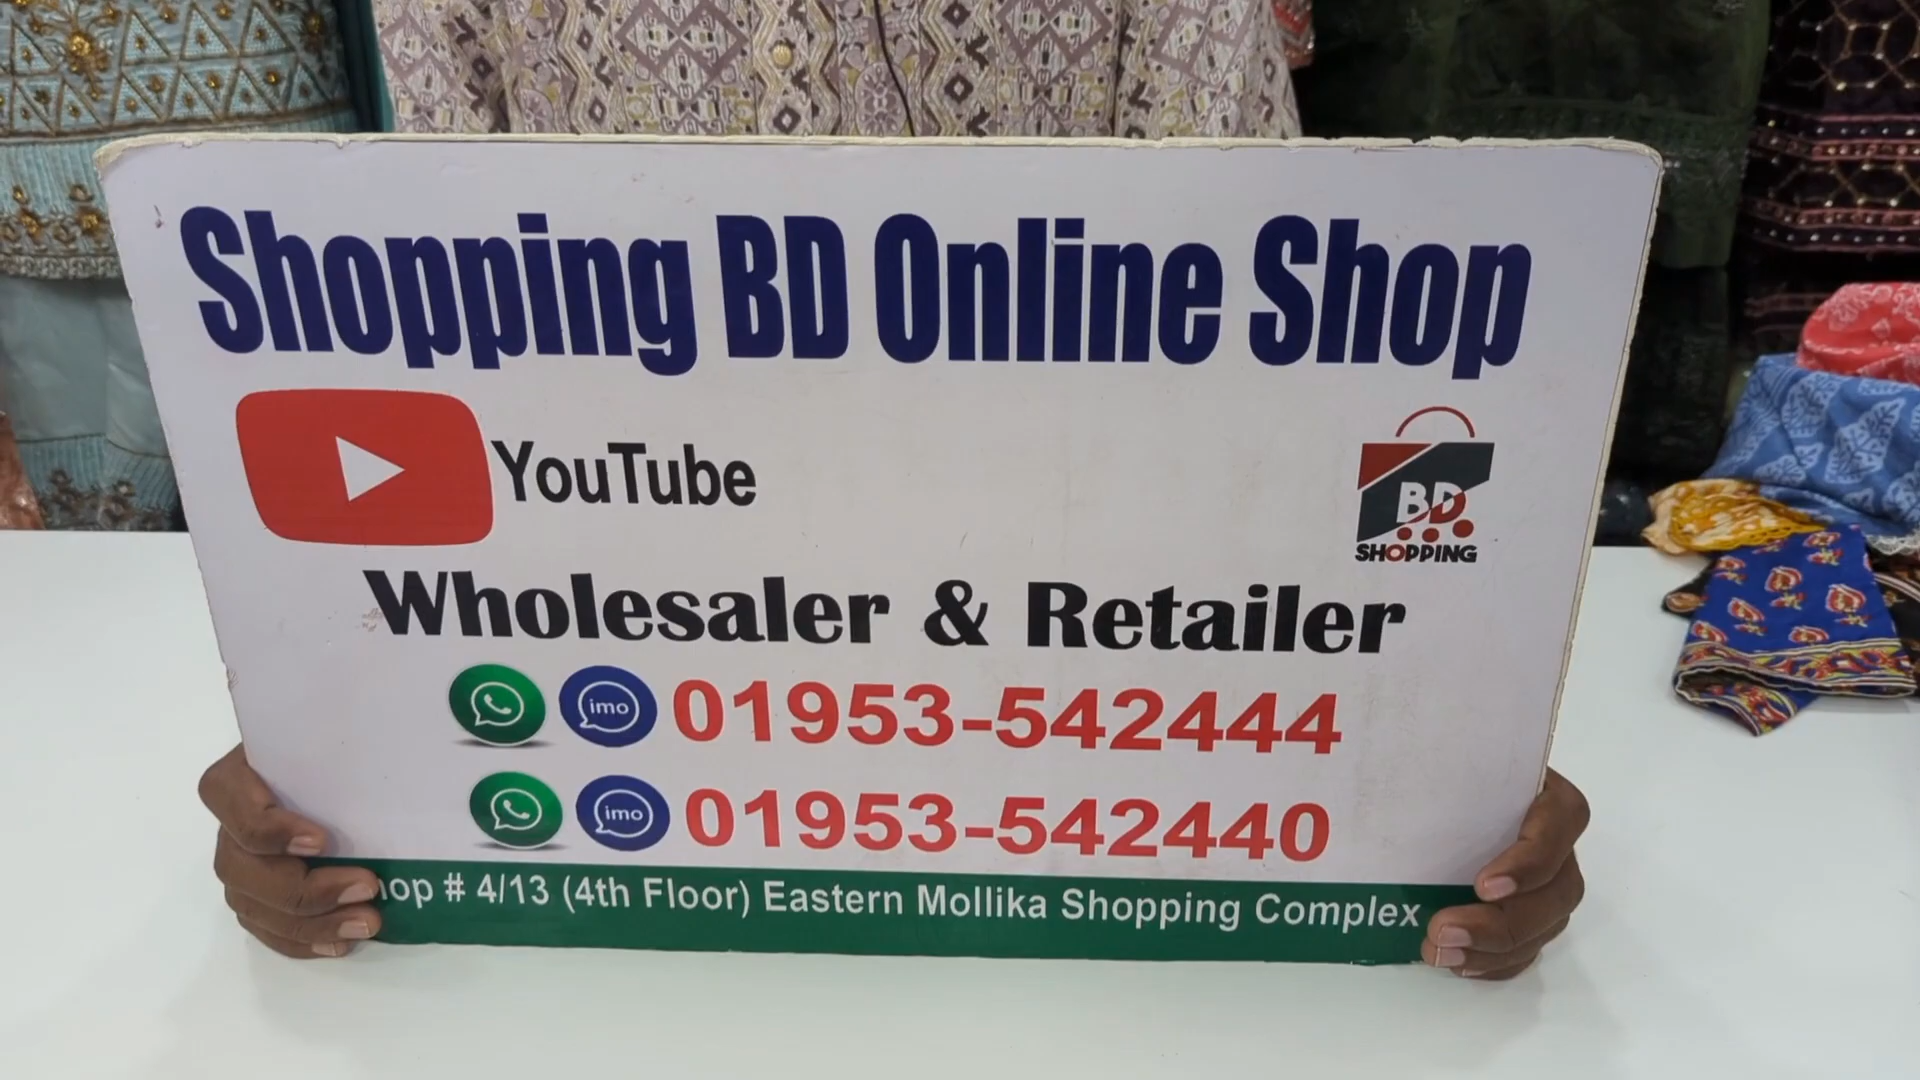 Shopping BD Online Shop
YouTube
BD
SHOPPING
Wholesaler & Retailer
imo 01953-542444
imo 01953-542440
hop # 4/13 (4th Floor) Eastern Mollika Shopping Complex